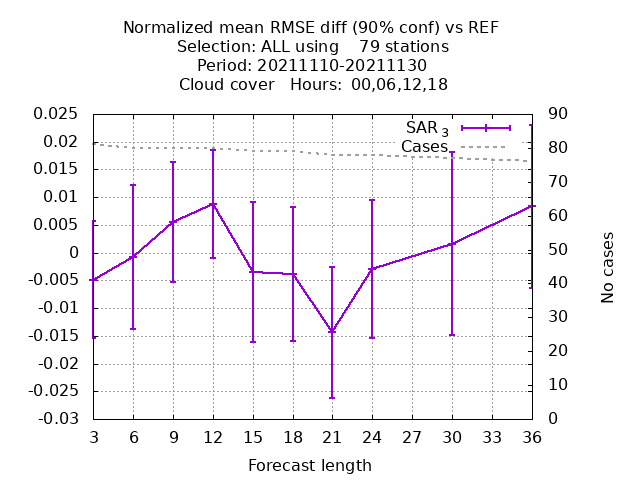 Normalized mean RMSE diff (90% conf) vs REF
Selection: ALL using    79 stations
Period: 20211110-20211130
Cloud cover   Hours:  00,06,12,18
0.025
0.02
0.015
0.01
0.005
0
-0.005
-0.01
-0.015
-0.02
-0.025
-0.03
SAR 3
Cases
90
80
70
60
50
40
30
20
10
0
No cases
3 6 9 12 15 18 21 24 27 30 33 36
Forecast length